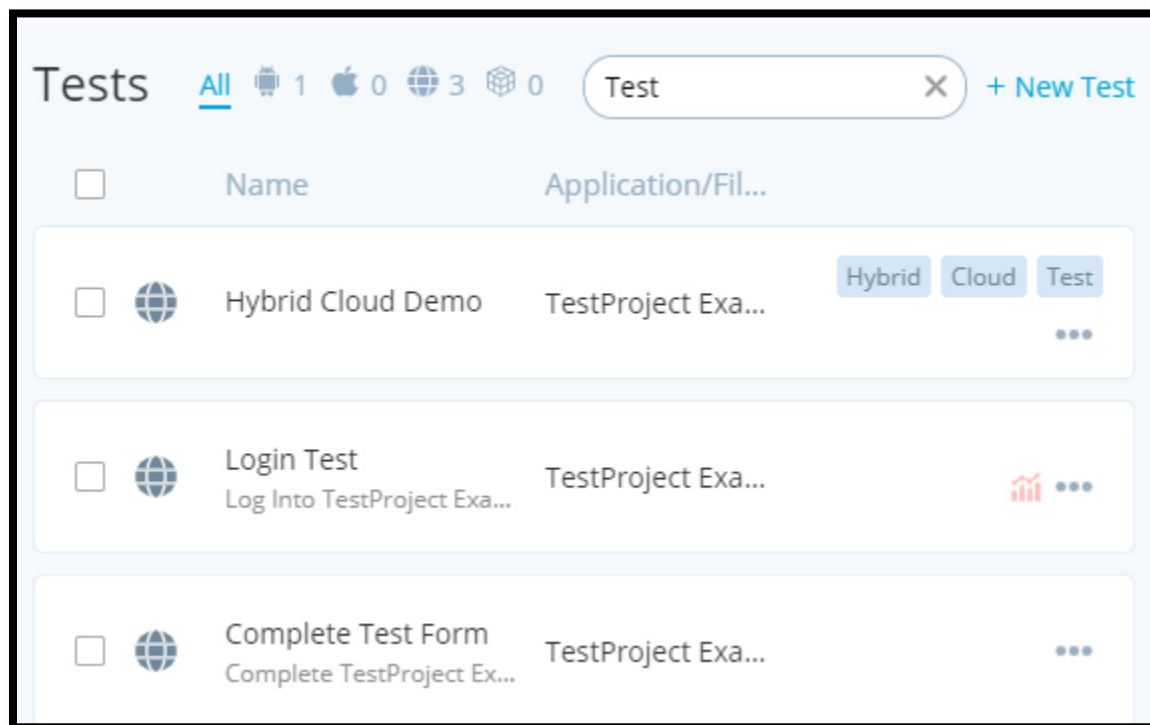 Tests All 1 0 3 0 Test + New Test
Name Application/Fil...
Hybrid Cloud Demo TestProject Exa... Hybrid Cloud Test
Login Test
Log Into TestProject Exa... TestProject Exa...
Complete Test Form
Complete TestProject Ex... TestProject Exa...